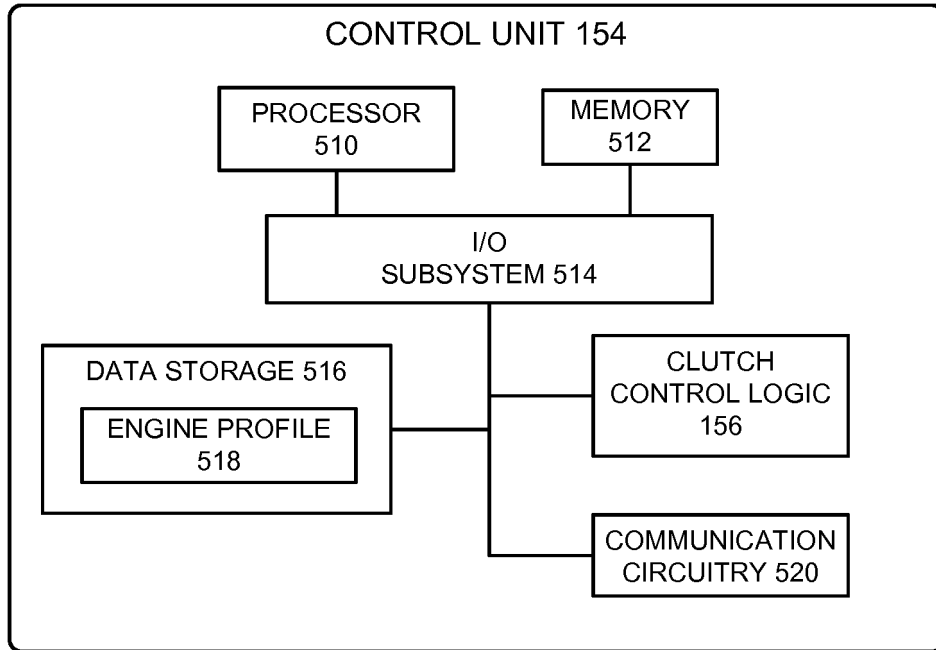 CONTROL UNIT 154
PROCESSOR
510
MEMORY
512
I/O
SUBSYSTEM 514
DATA STORAGE 516
ENGINE PROFILE
518
CLUTCH
CONTROL LOGIC
156
COMMUNICATION
CIRCUITRY 520